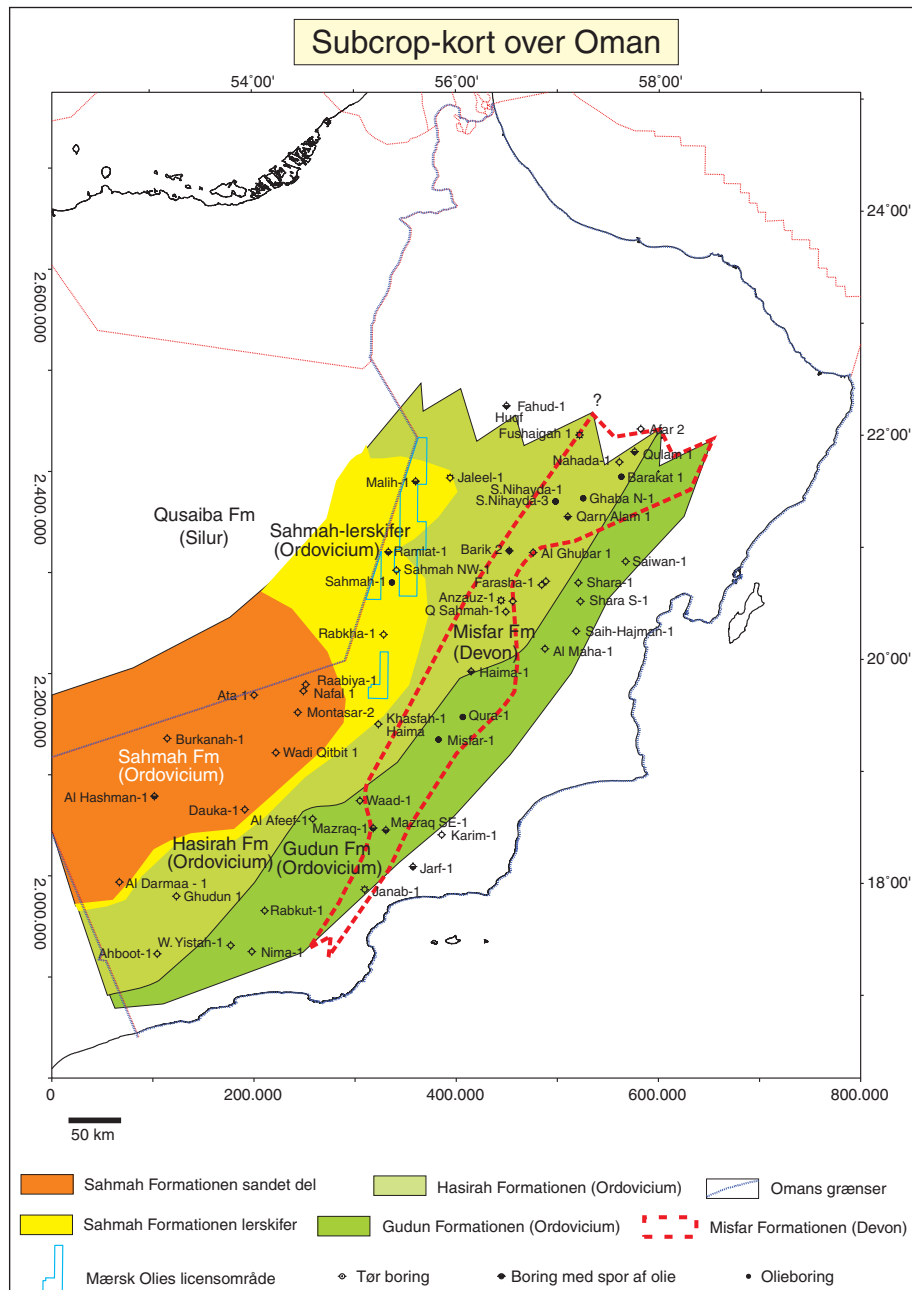 Subcrop-kort over Oman
54°00'
56°00'
58°00'
24°00'
22°00'
20°00'
18°00'
2.600.000
2.400.000
2.200.000
2.000.000
Fahud-1
Huqf
?
Fushaigah 1
Afar 2
Nahada-1
Qulam 1
Malih-1
Jaleel-1
Barakat 1
S.Nihayda-1
S.Nihayda-3
Ghaba N-1
Qusaiba Fm
(Silur)
Qarn Alam 1
Sahmah-lerskifer
(Ordovicium)
Ramlat-1
Barik 2
Al Ghubar 1
Saiwan-1
Sahmah NW-1
Sahmah-1
Farasha-1
Shara-1
Anzauz-1
Shara S-1
Q Sahmah-1
Rabkha-1
Misfar Fm
(Devon)
Saih-Hajman-1
Al Maha-1
Haima-1
Raabiya-1
Ata 1
Nafal 1
Montasar-2
Khasfah-1
Haima
Qura-1
Burkanah-1
Misfar-1
Sahmah Fm
(Ordovicium)
Wadi Qitbit 1
Al Hashman-1
Waad-1
Dauka-1
Al Afeef-1
Mazraq-1
Mazraq SE-1
Karim-1
Hasirah Fm
(Ordovicium)
Gudun Fm
(Ordovicium)
Jarf-1
Al Darmaa - 1
Ghudun 1
Janab-1
Rabkut-1
W.Yistah-1
Ahboot-1
Nima-1
0
200.000
400.000
600.000
800.000
50 km
Sahmah Formationen sandet del
Hasirah Formationen (Ordovicium)
Omans grænser
Sahmah Formationen lerskifer
Gudun Formationen (Ordovicium)
Misfar Formationen (Devon)
Mærsk Olies licensområde
Tør boring
Boring med spor af olie
Olieboring